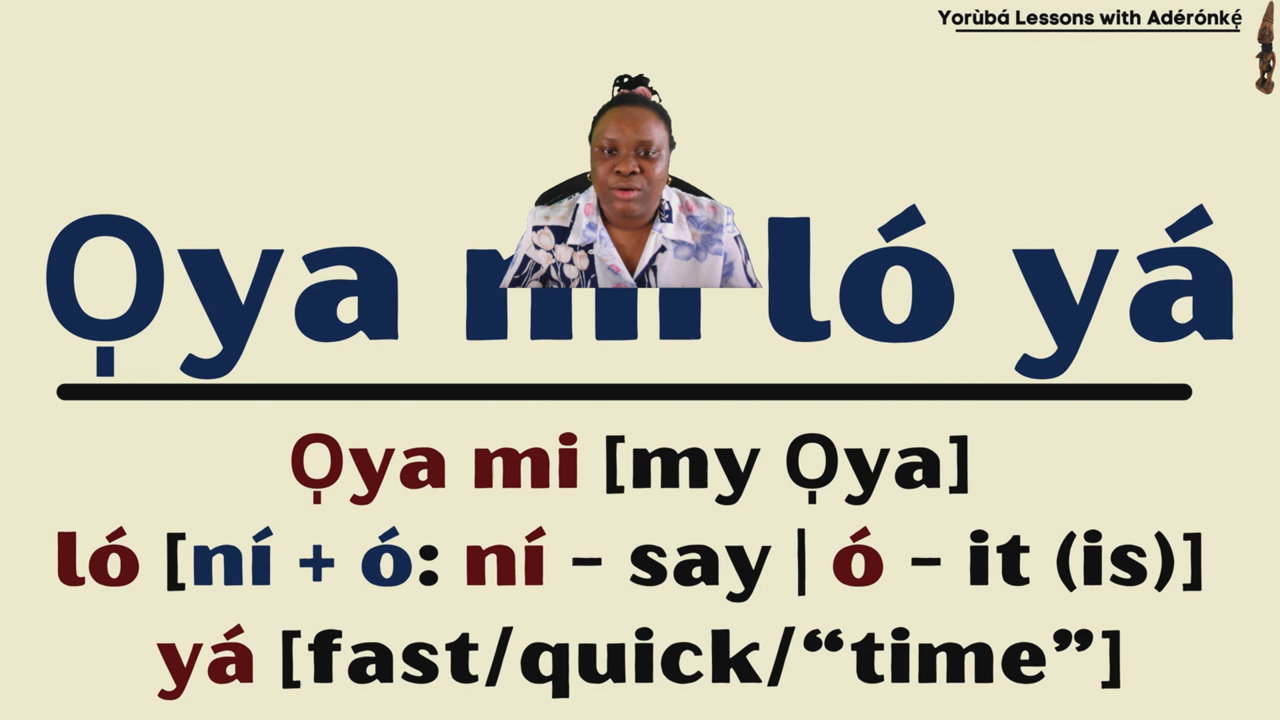 Yorùbá Lessons with Adérónkẹ́
Ọya mi ló yá
Ọya mi [my Ọya]
ló [ní + ó: ní - say | ó - it (is)]
yá [fast/quick/“time”]